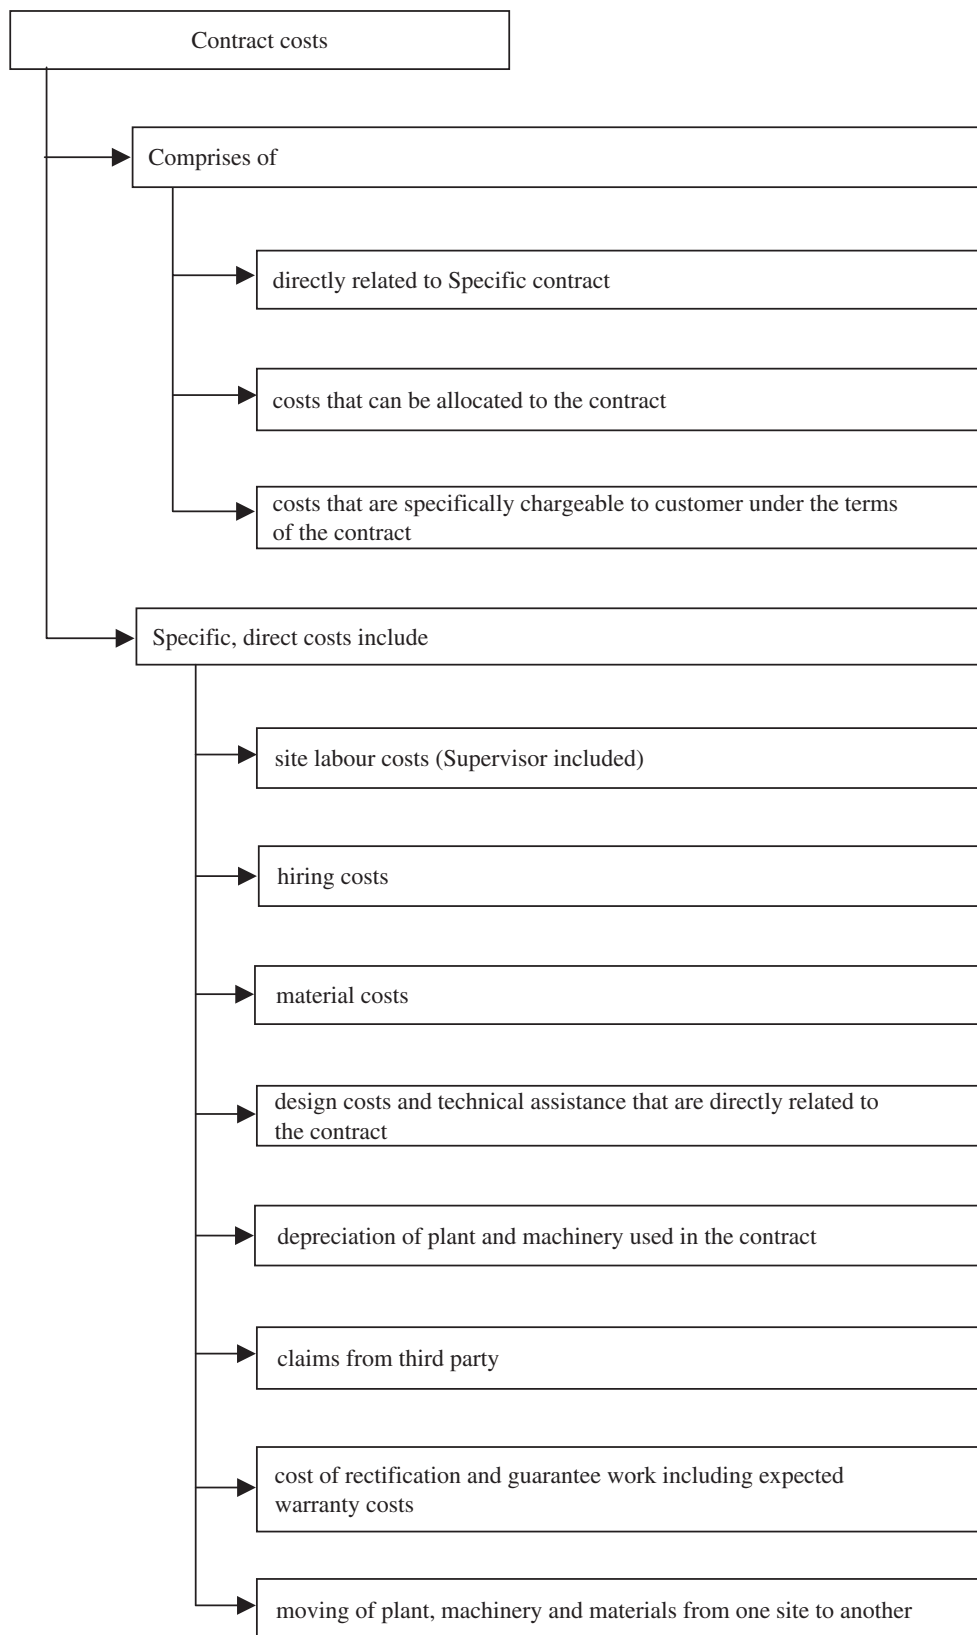 Contract costs
Comprises of
directly related to Specific contract
costs that can be allocated to the contract
costs that are specifically chargeable to customer under the terms
of the contract
Specific, direct costs include
site labour costs (Supervisor included)
hiring costs
material costs
design costs and technical assistance that are directly related to
the contract
depreciation of plant and machinery used in the contract
claims from third party
cost of rectification and guarantee work including expected
warranty costs
moving of plant, machinery and materials from one site to another